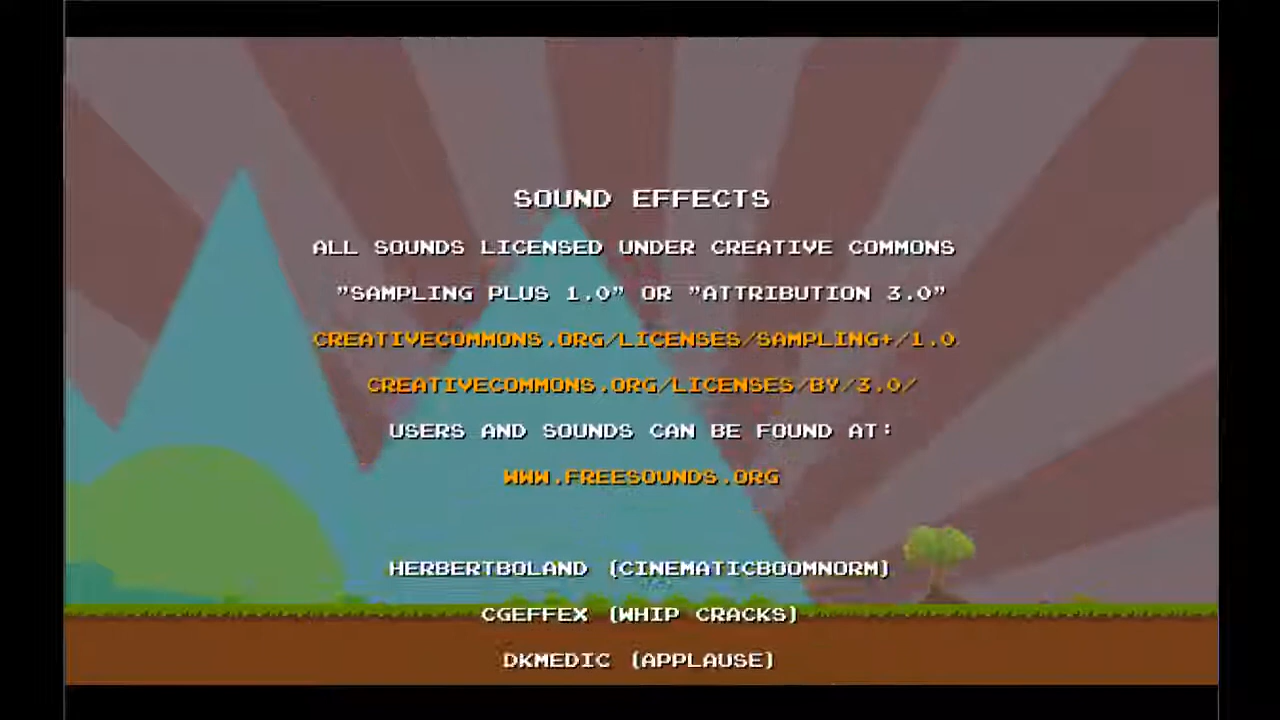 SOUND EFFECTS
ALL SOUNDS LICENSED UNDER CREATIVE COMMONS
"SAMPLING PLUS 1.0" OR "ATTRIBUTION 3.0"
CREATIVECOMMONS.ORG/LICENSES/SAMPLING+/1.0
CREATIVECOMMONS.ORG/LICENSES/BY/3.0/
USERS AND SOUNDS CAN BE FOUND AT:
WWW.FREESOUNDS.ORG
HERBERTBOLAND (CINEMATICBOOMNORM)
CGEFFEX (WHIP CRACKS)
DKMEDIC (APPLAUSE)